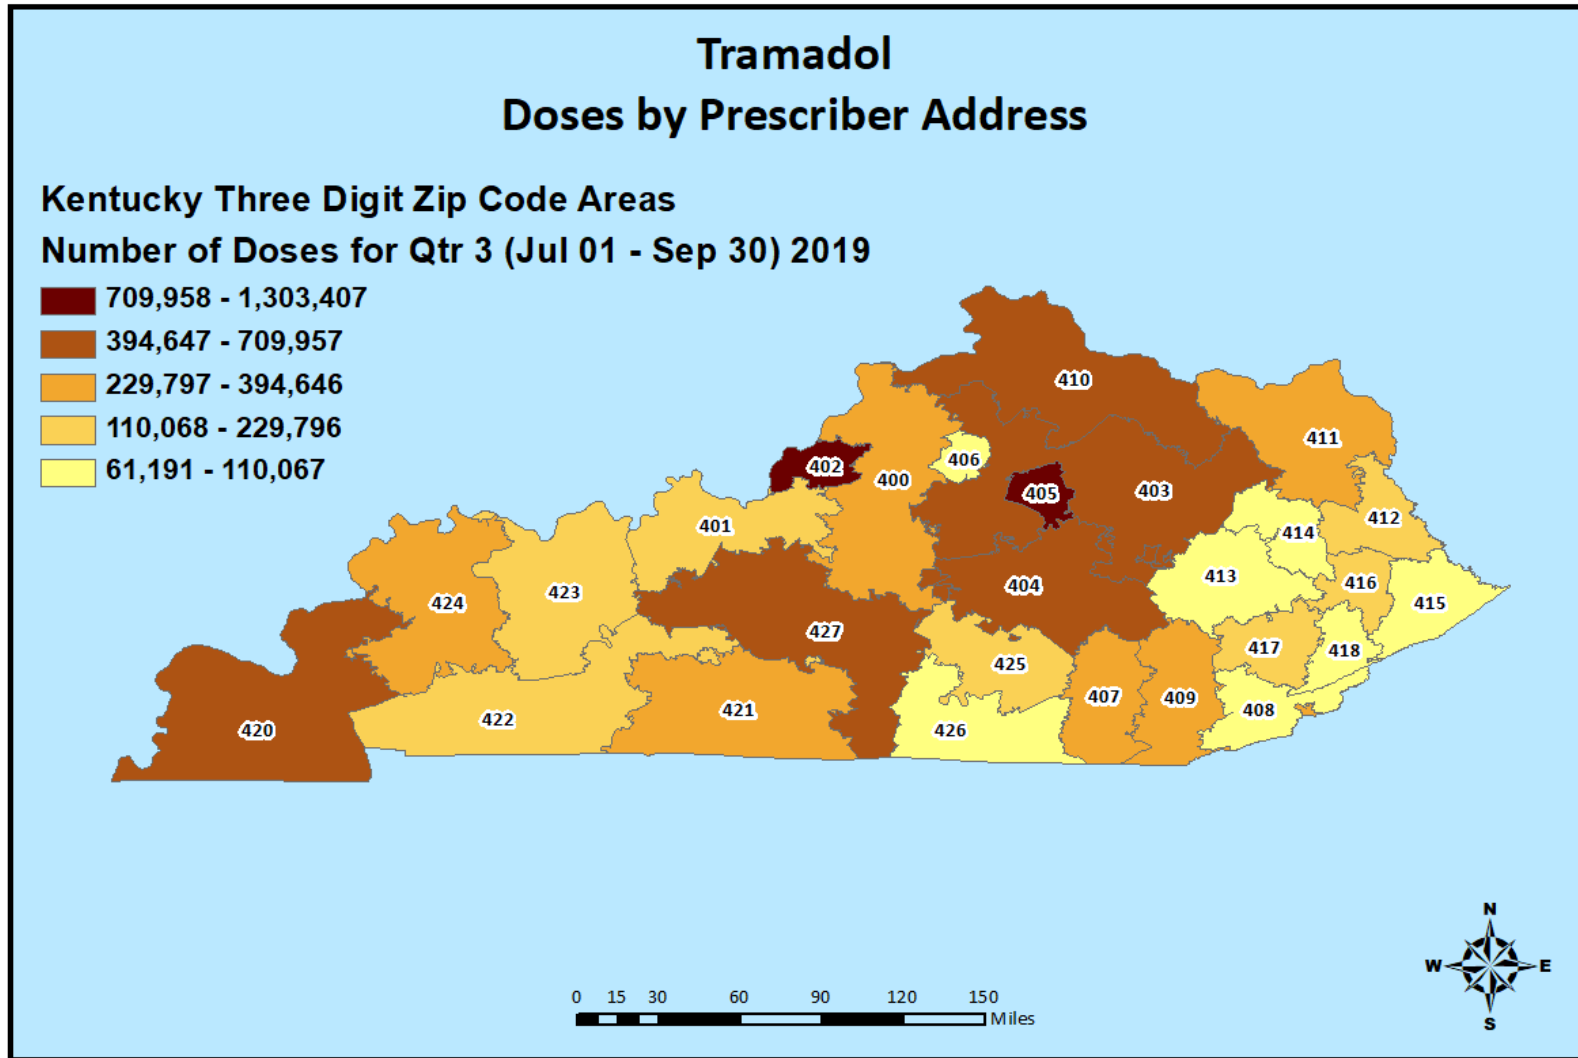 Tramadol
Doses by Prescriber Address
Kentucky Three Digit Zip Code Areas
Number of Doses for Qtr 3 (Jul 01 - Sep 30) 2019
709,958 - 1,303,407
394,647 - 709,957
229,797 - 394,646
110,068 - 229,796
61,191 - 110,067
410
411
402
406
400
405
403
401
412
414
413
416
404
415
424
423
427
417
418
425
407
409
408
420
422
421
426
N
W E
S
0 15 30 60 90 120 150
Miles